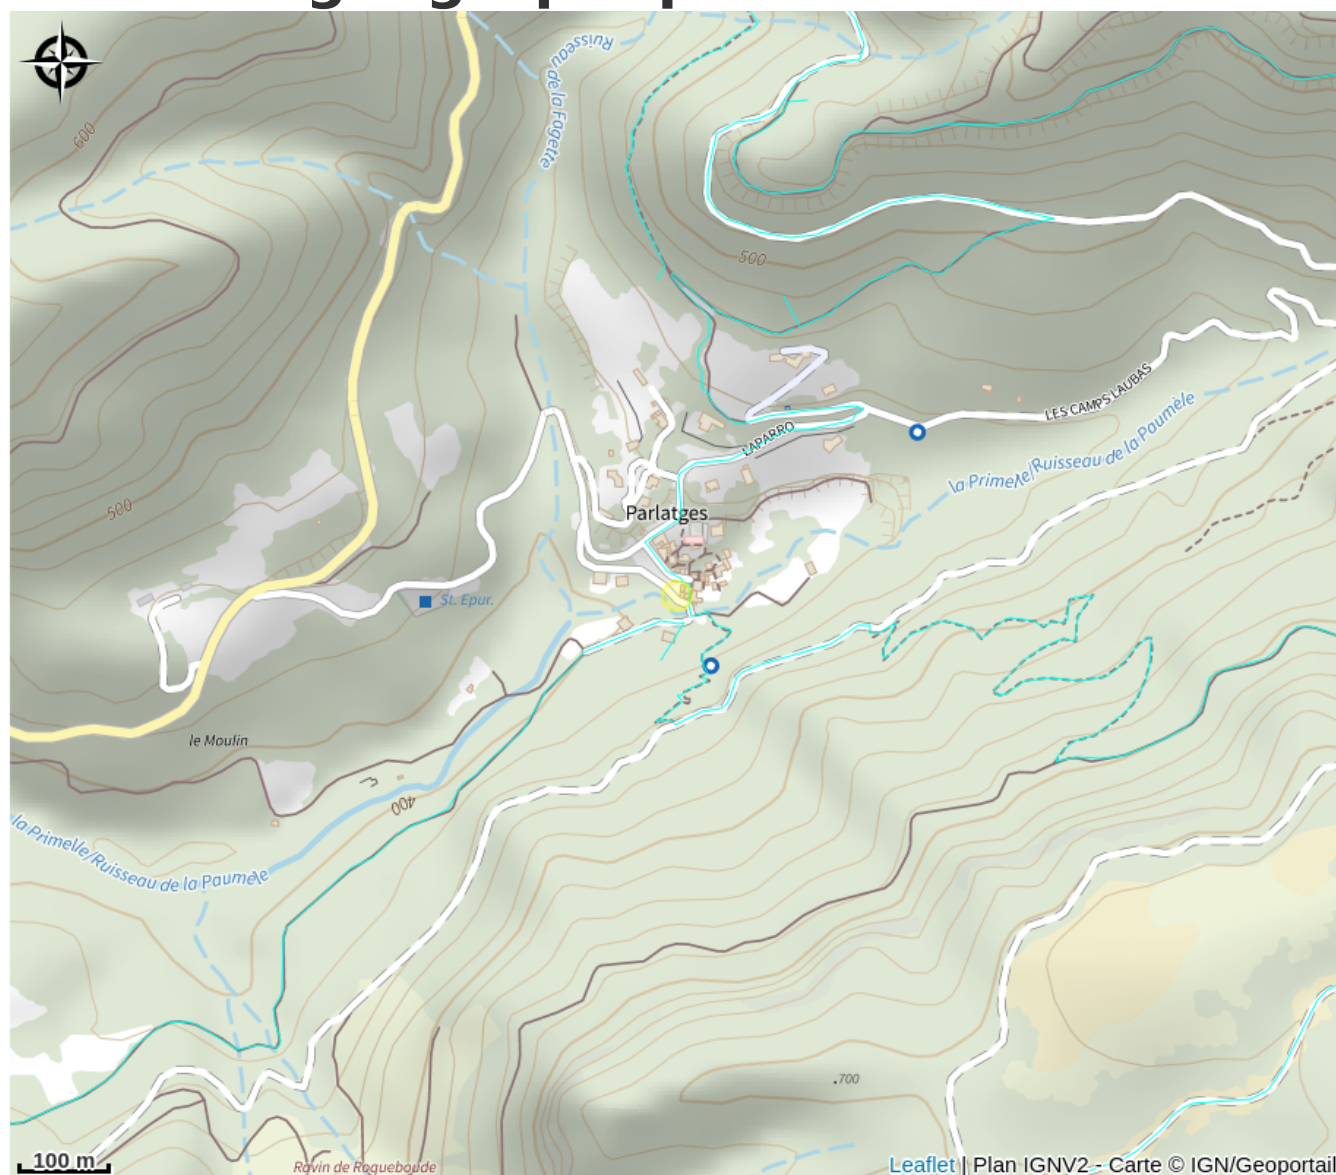 Ruisseau de la Fagette
600
500
LES CAMPS LAUBAS
LAPARRO
la Primelle/Ruisseau de la Paumèle
500
Parlatges
St. Epur.
le Moulin
400
la Primelle/Ruisseau de la Paumèle
.700
100 m
Ravin de Roqueboude
Leaflet | Plan IGNV2 - Carte © IGN/Geoportail